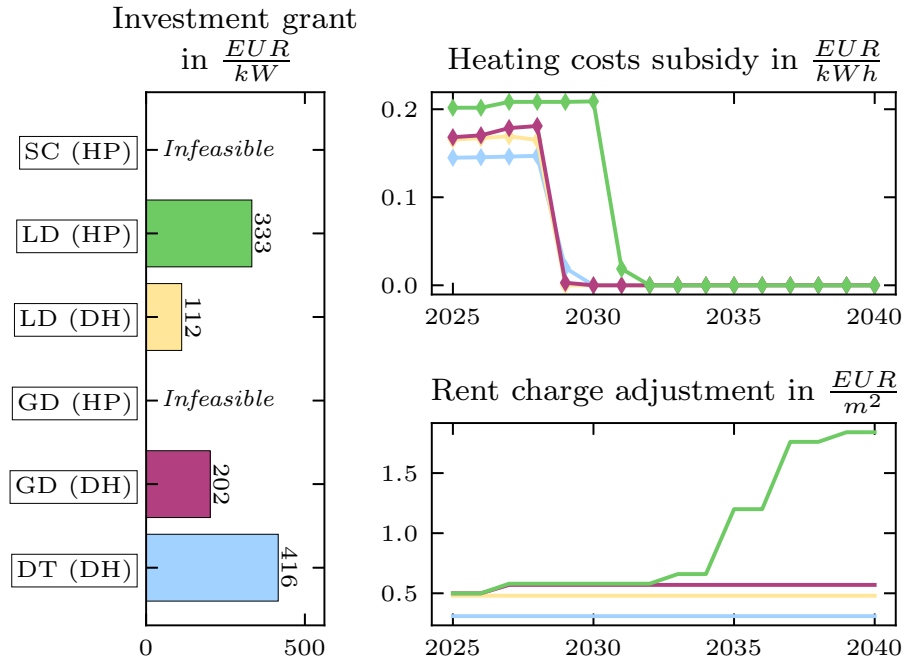 Investment grant
in EUR/kW
SC (HP)
Infeasible
LD (HP)
333
LD (DH)
112
GD (HP)
Infeasible
GD (DH)
202
DT (DH)
416
0
500
Heating costs subsidy in EUR/kWh
0.2
0.1
0.0
2025
2030
2035
2040
Rent charge adjustment in EUR/m²
1.5
1.0
0.5
2025
2030
2035
2040